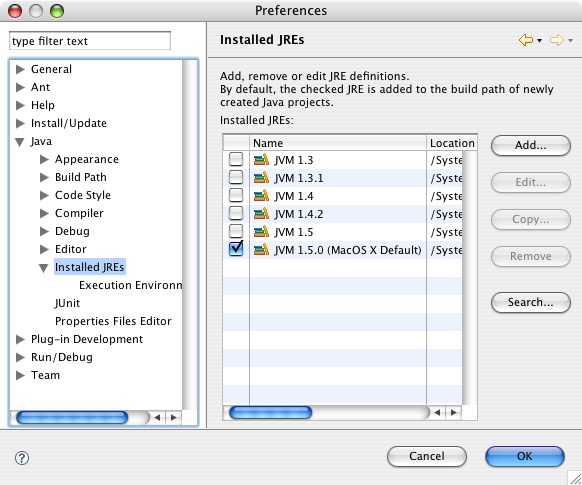 Preferences
type filter text
General
Ant
Help
Install/Update
Java
Appearance
Build Path
Code Style
Compiler
Debug
Editor
Installed JREs
Execution Environm
JUnit
Properties Files Editor
Plug-in Development
Run/Debug
Team
Installed JREs
Add, remove or edit JRE definitions.
By default, the checked JRE is added to the build path of newly
created Java projects.
Installed JREs:
Name Location
JVM 1.3 /Syste
JVM 1.3.1 /Syste
JVM 1.4 /Syste
JVM 1.4.2 /Syste
JVM 1.5 /Syste
JVM 1.5.0 (MacOS X Default) /Syste
Add...
Edit...
Copy...
Remove
Search...
?
Cancel
OK